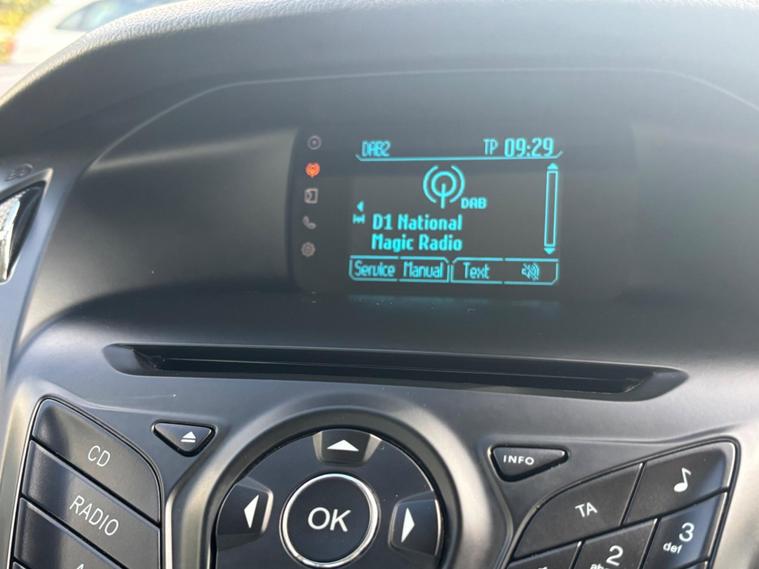 DAB2 TP 09:29
DAB
D1 National
Magic Radio
Service Manual Text
CD
INFO
RADIO
OK
TA
3
def
2